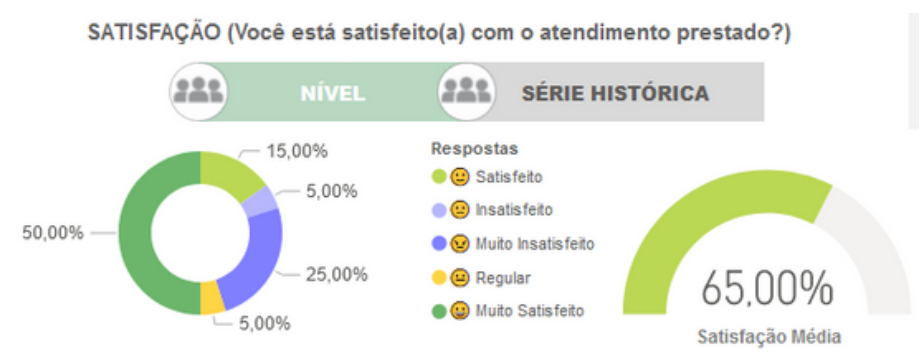 SATISFAÇÃO (Você está satisfeito(a) com o atendimento prestado?)
NÍVEL
SÉRIE HISTÓRICA
15,00%
5,00%
50,00%
25,00%
5,00%
Respostas
Satisfeito
Insatisfeito
Muito Insatisfeito
Regular
Muito Satisfeito
65,00%
Satisfação Média